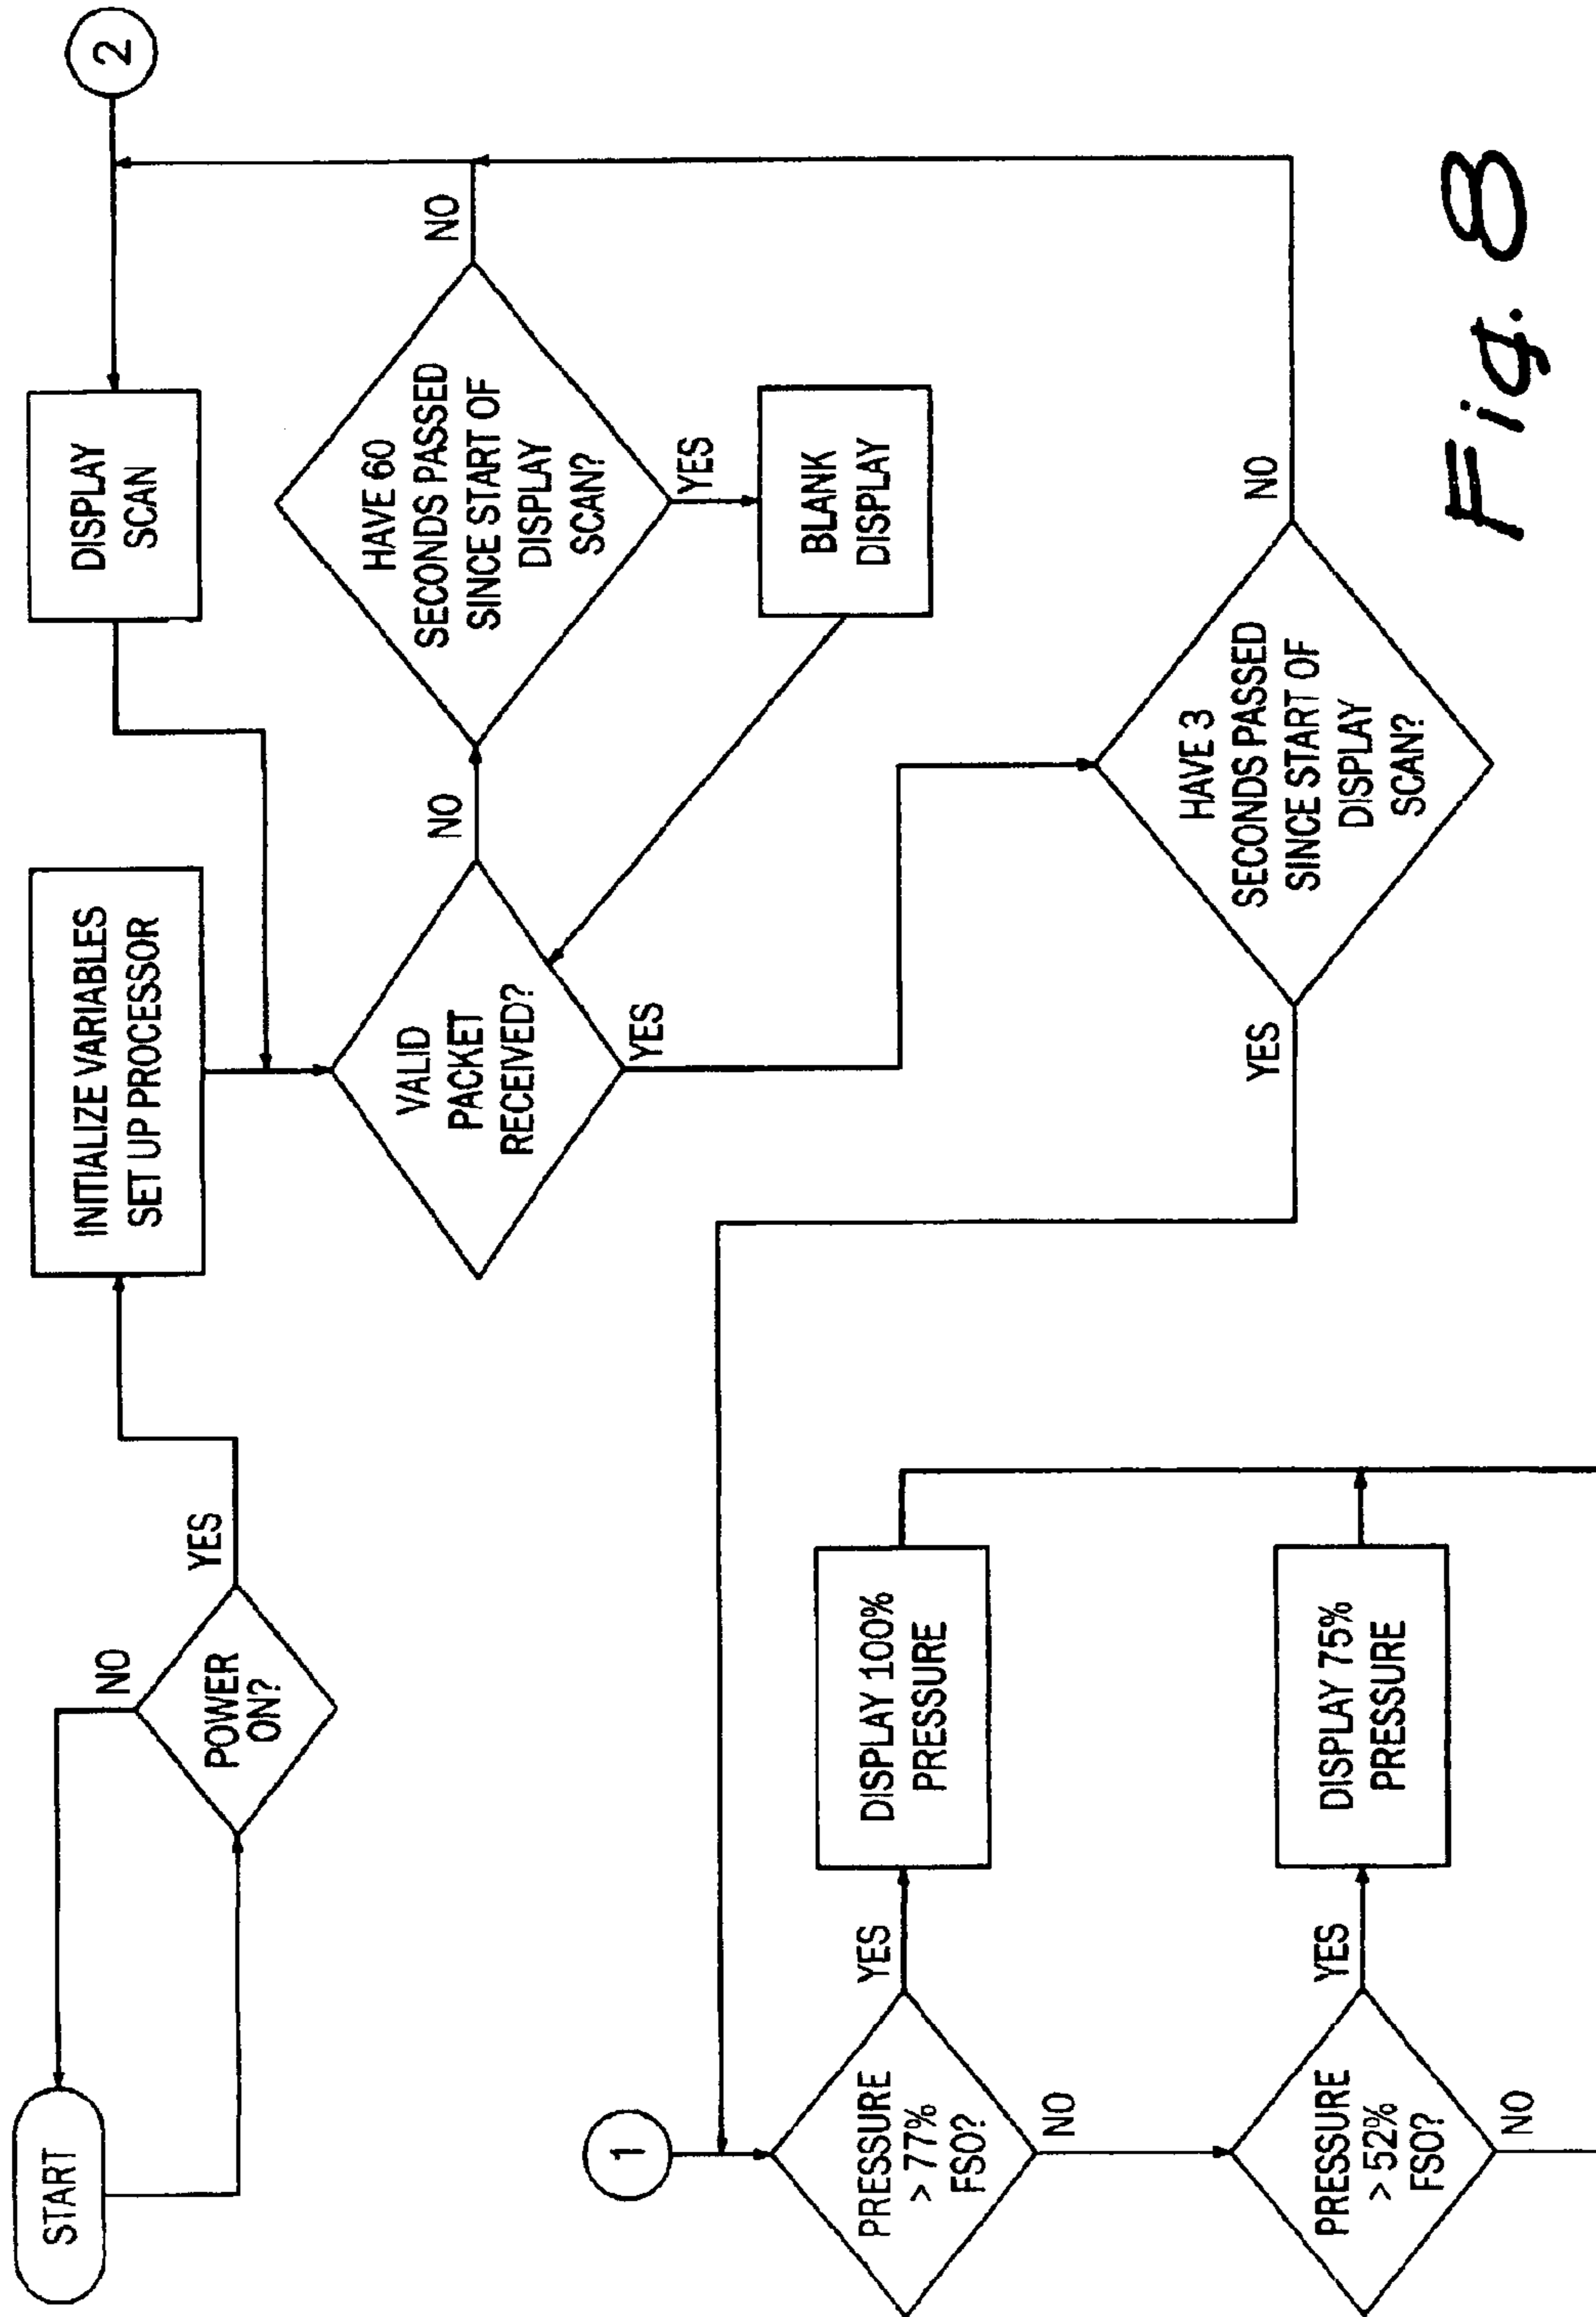 START
NO
POWER
ON?
YES
INITIALIZE VARIABLES
SET UP PROCESSOR
DISPLAY
SCAN
2
VALID
PACKET
RECEIVED?
NO
YES
HAVE 60
SECONDS PASSED
SINCE START OF
DISPLAY
SCAN?
NO
YES
BLANK
DISPLAY
HAVE 3
SECONDS PASSED
SINCE START OF
DISPLAY
SCAN?
YES
NO
1
PRESSURE
> 77%
FSO?
YES
DISPLAY 100%
PRESSURE
NO
PRESSURE
> 52%
FSO?
YES
DISPLAY 75%
PRESSURE
NO
Fig. 8